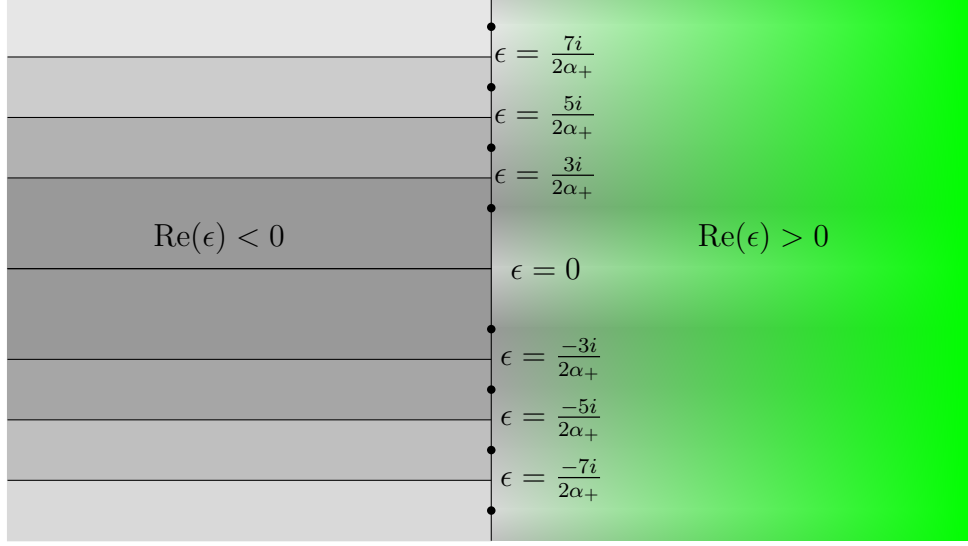 ϵ = 7i/2α₊
ϵ = 5i/2α₊
ϵ = 3i/2α₊
Re(ϵ) < 0
Re(ϵ) > 0
ϵ = 0
ϵ = −3i/2α₊
ϵ = −5i/2α₊
ϵ = −7i/2α₊